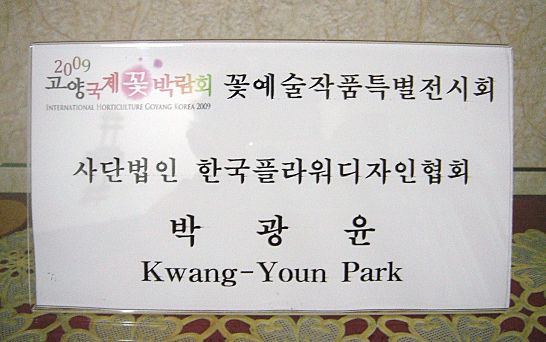 2009
고양국제꽃박람회 꽃예술작품특별전시회
INTERNATIONAL HORTICULTURE GOYANG KOREA 2009
사단법인 한국플라워디자인협회
박 광 윤
Kwang-Youn Park